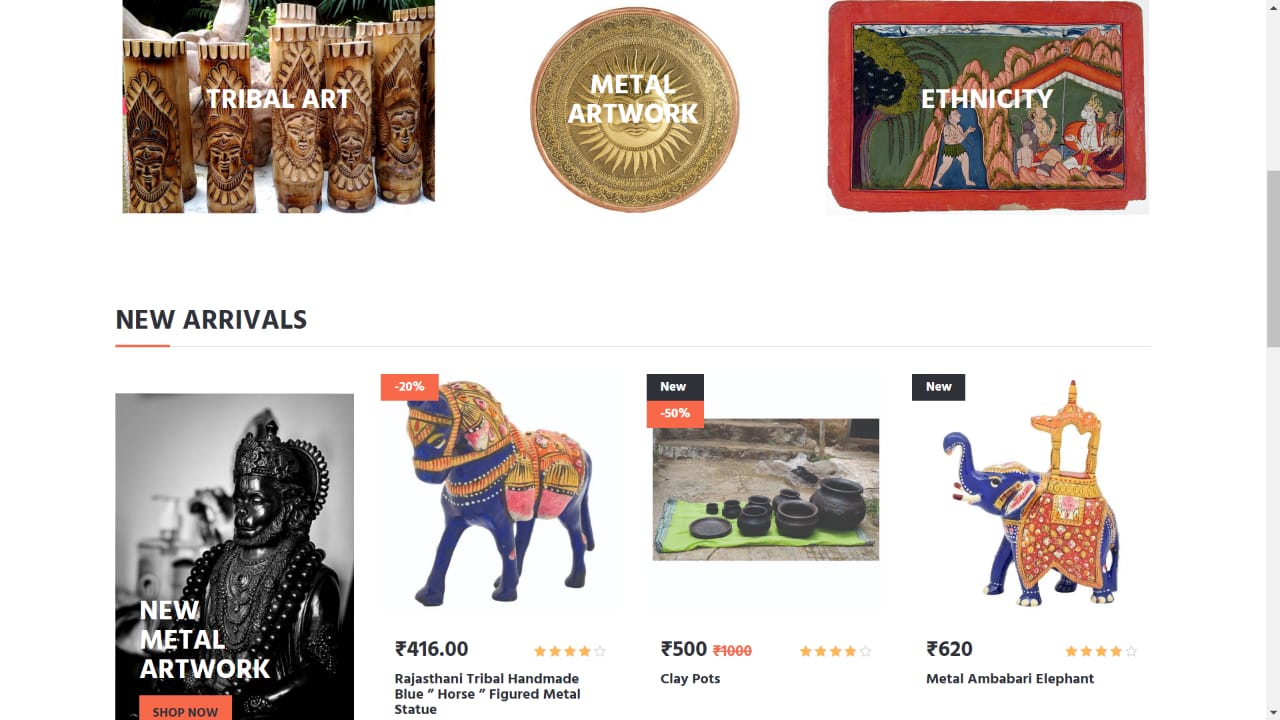 TRIBAL ART
METAL
ARTWORK
ETHNICITY
NEW ARRIVALS
NEW
METAL
ARTWORK
SHOP NOW
-20%
₹416.00
Rajasthani Tribal Handmade
Blue ” Horse ” Figured Metal
Statue
New
-50%
₹500 ₹1000
Clay Pots
New
₹620
Metal Ambabari Elephant